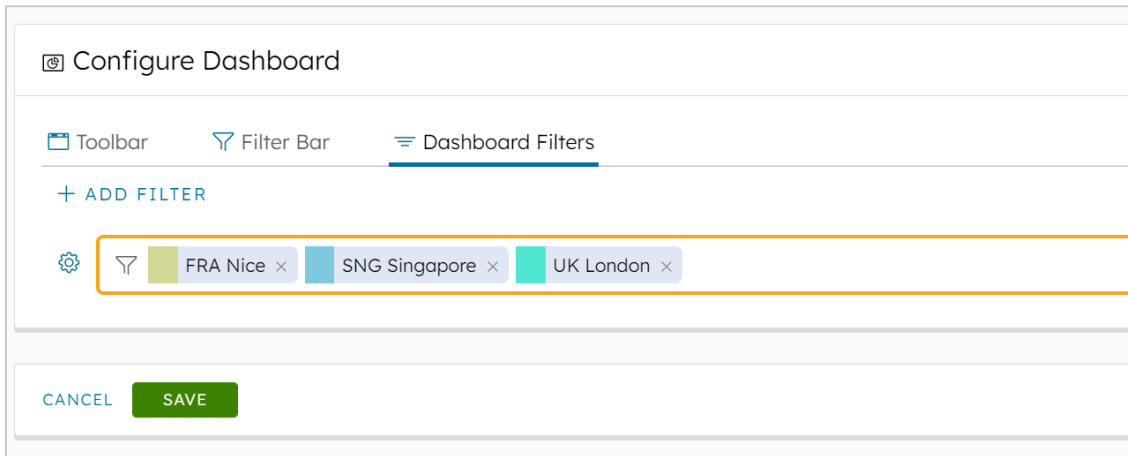 Configure Dashboard
Toolbar Filter Bar Dashboard Filters
+ ADD FILTER
FRA Nice × SNG Singapore × UK London ×
CANCEL SAVE